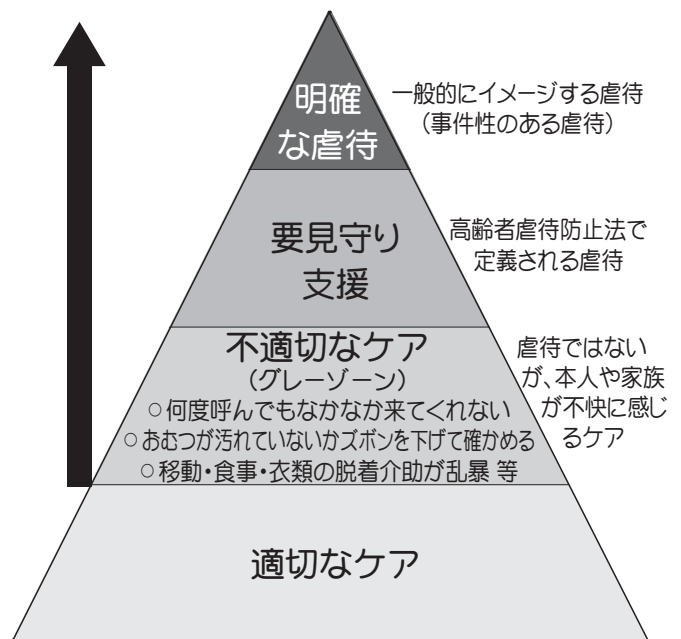 明確
な虐待
一般的にイメージする虐待
（事件性のある虐待）
要見守り
支援
高齢者虐待防止法で
定義される虐待
不適切なケア
（グレーゾーン）
○何度呼んでもなかなか来てくれない
○おむつが汚れていないかズボンを下げて確かめる
○移動・食事・衣類の脱着介助が乱暴 等
虐待ではない
が、本人や家族
が不快に感じ
るケア
適切なケア